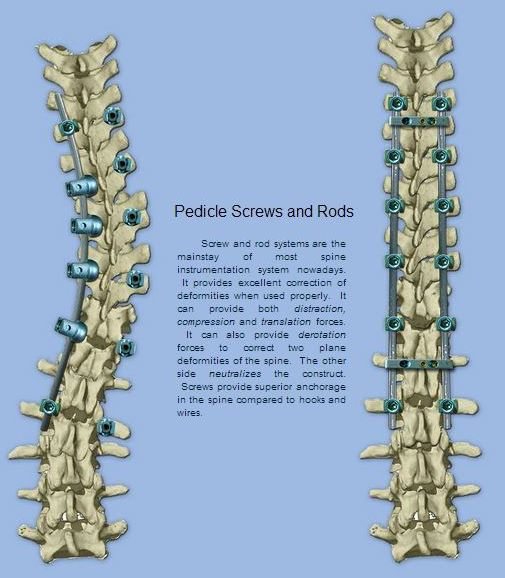 Pedicle Screws and Rods
Screw and rod systems are the
mainstay of most spine
instrumentation system nowadays.
It provides excellent correction of
deformities when used properly. It
can provide both distraction,
compression and translation forces.
It can also provide derotation
forces to correct two plane
deformities of the spine. The other
side neutralizes the construct.
Screws provide superior anchorage
in the spine compared to hooks and
wires.